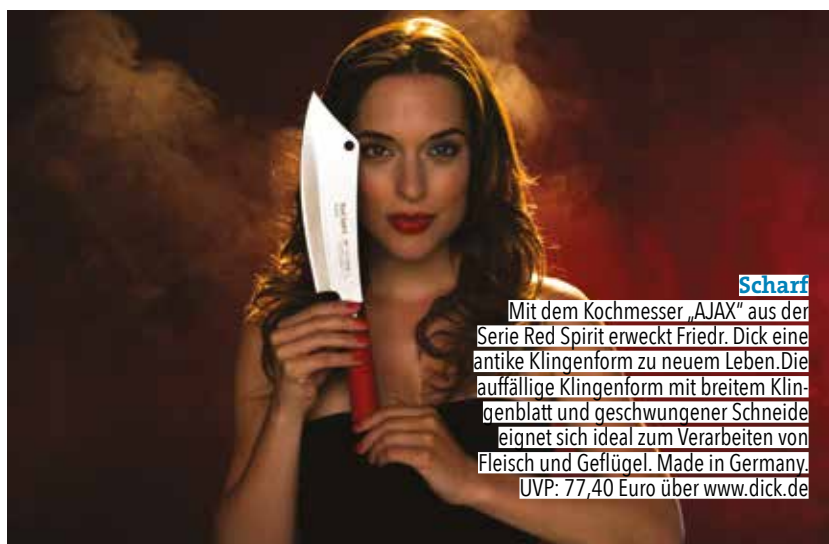 Scharf
Mit dem Kochmesser „AJAX“ aus der
Serie Red Spirit erweckt Friedr. Dick eine
antike Klingenform zu neuem Leben.Die
auffällige Klingenform mit breitem Klin-
genblatt und geschwungener Schneide
eignet sich ideal zum Verarbeiten von
Fleisch und Geflügel. Made in Germany.
UVP: 77,40 Euro über www.dick.de